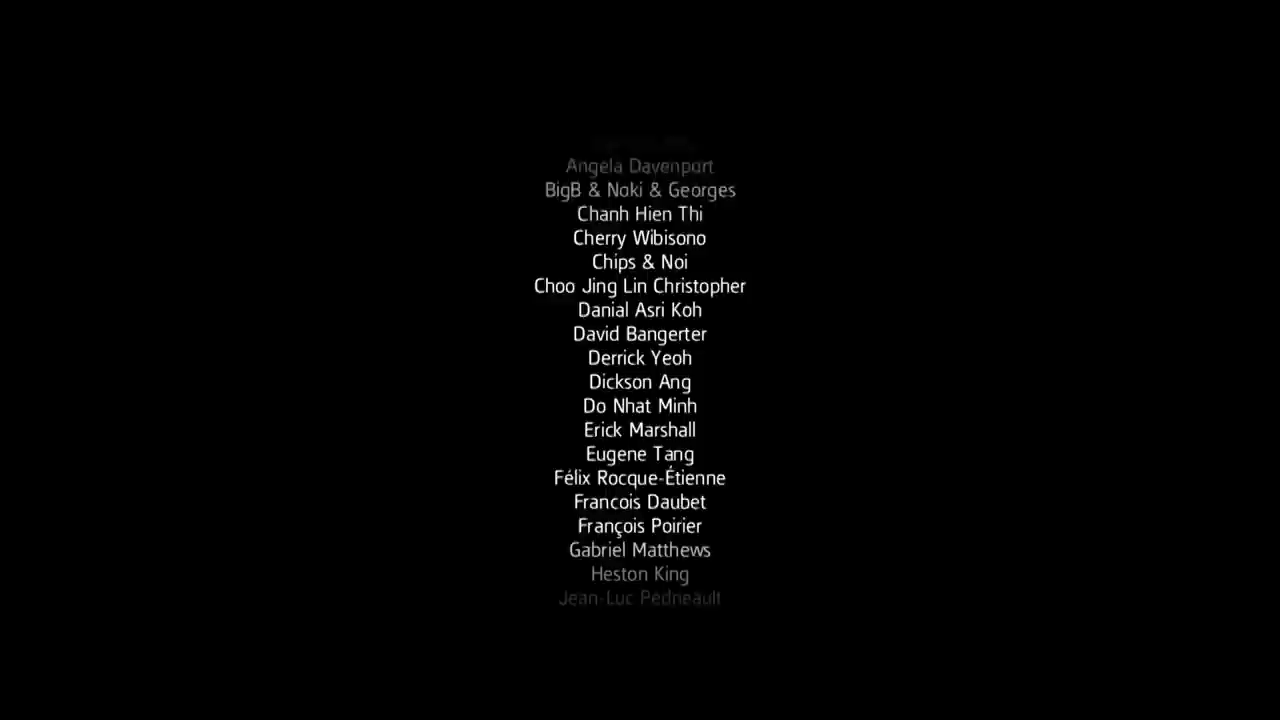 Angela Davenport
BigB & Noki & Georges
Chanh Hien Thi
Cherry Wibisono
Chips & Noi
Choo Jing Lin Christopher
Danial Asri Koh
David Bangerter
Derrick Yeoh
Dickson Ang
Do Nhat Minh
Erick Marshall
Eugene Tang
Félix Rocque-Étienne
Francois Daubet
François Poirier
Gabriel Matthews
Heston King
Jean-Luc Pedneault